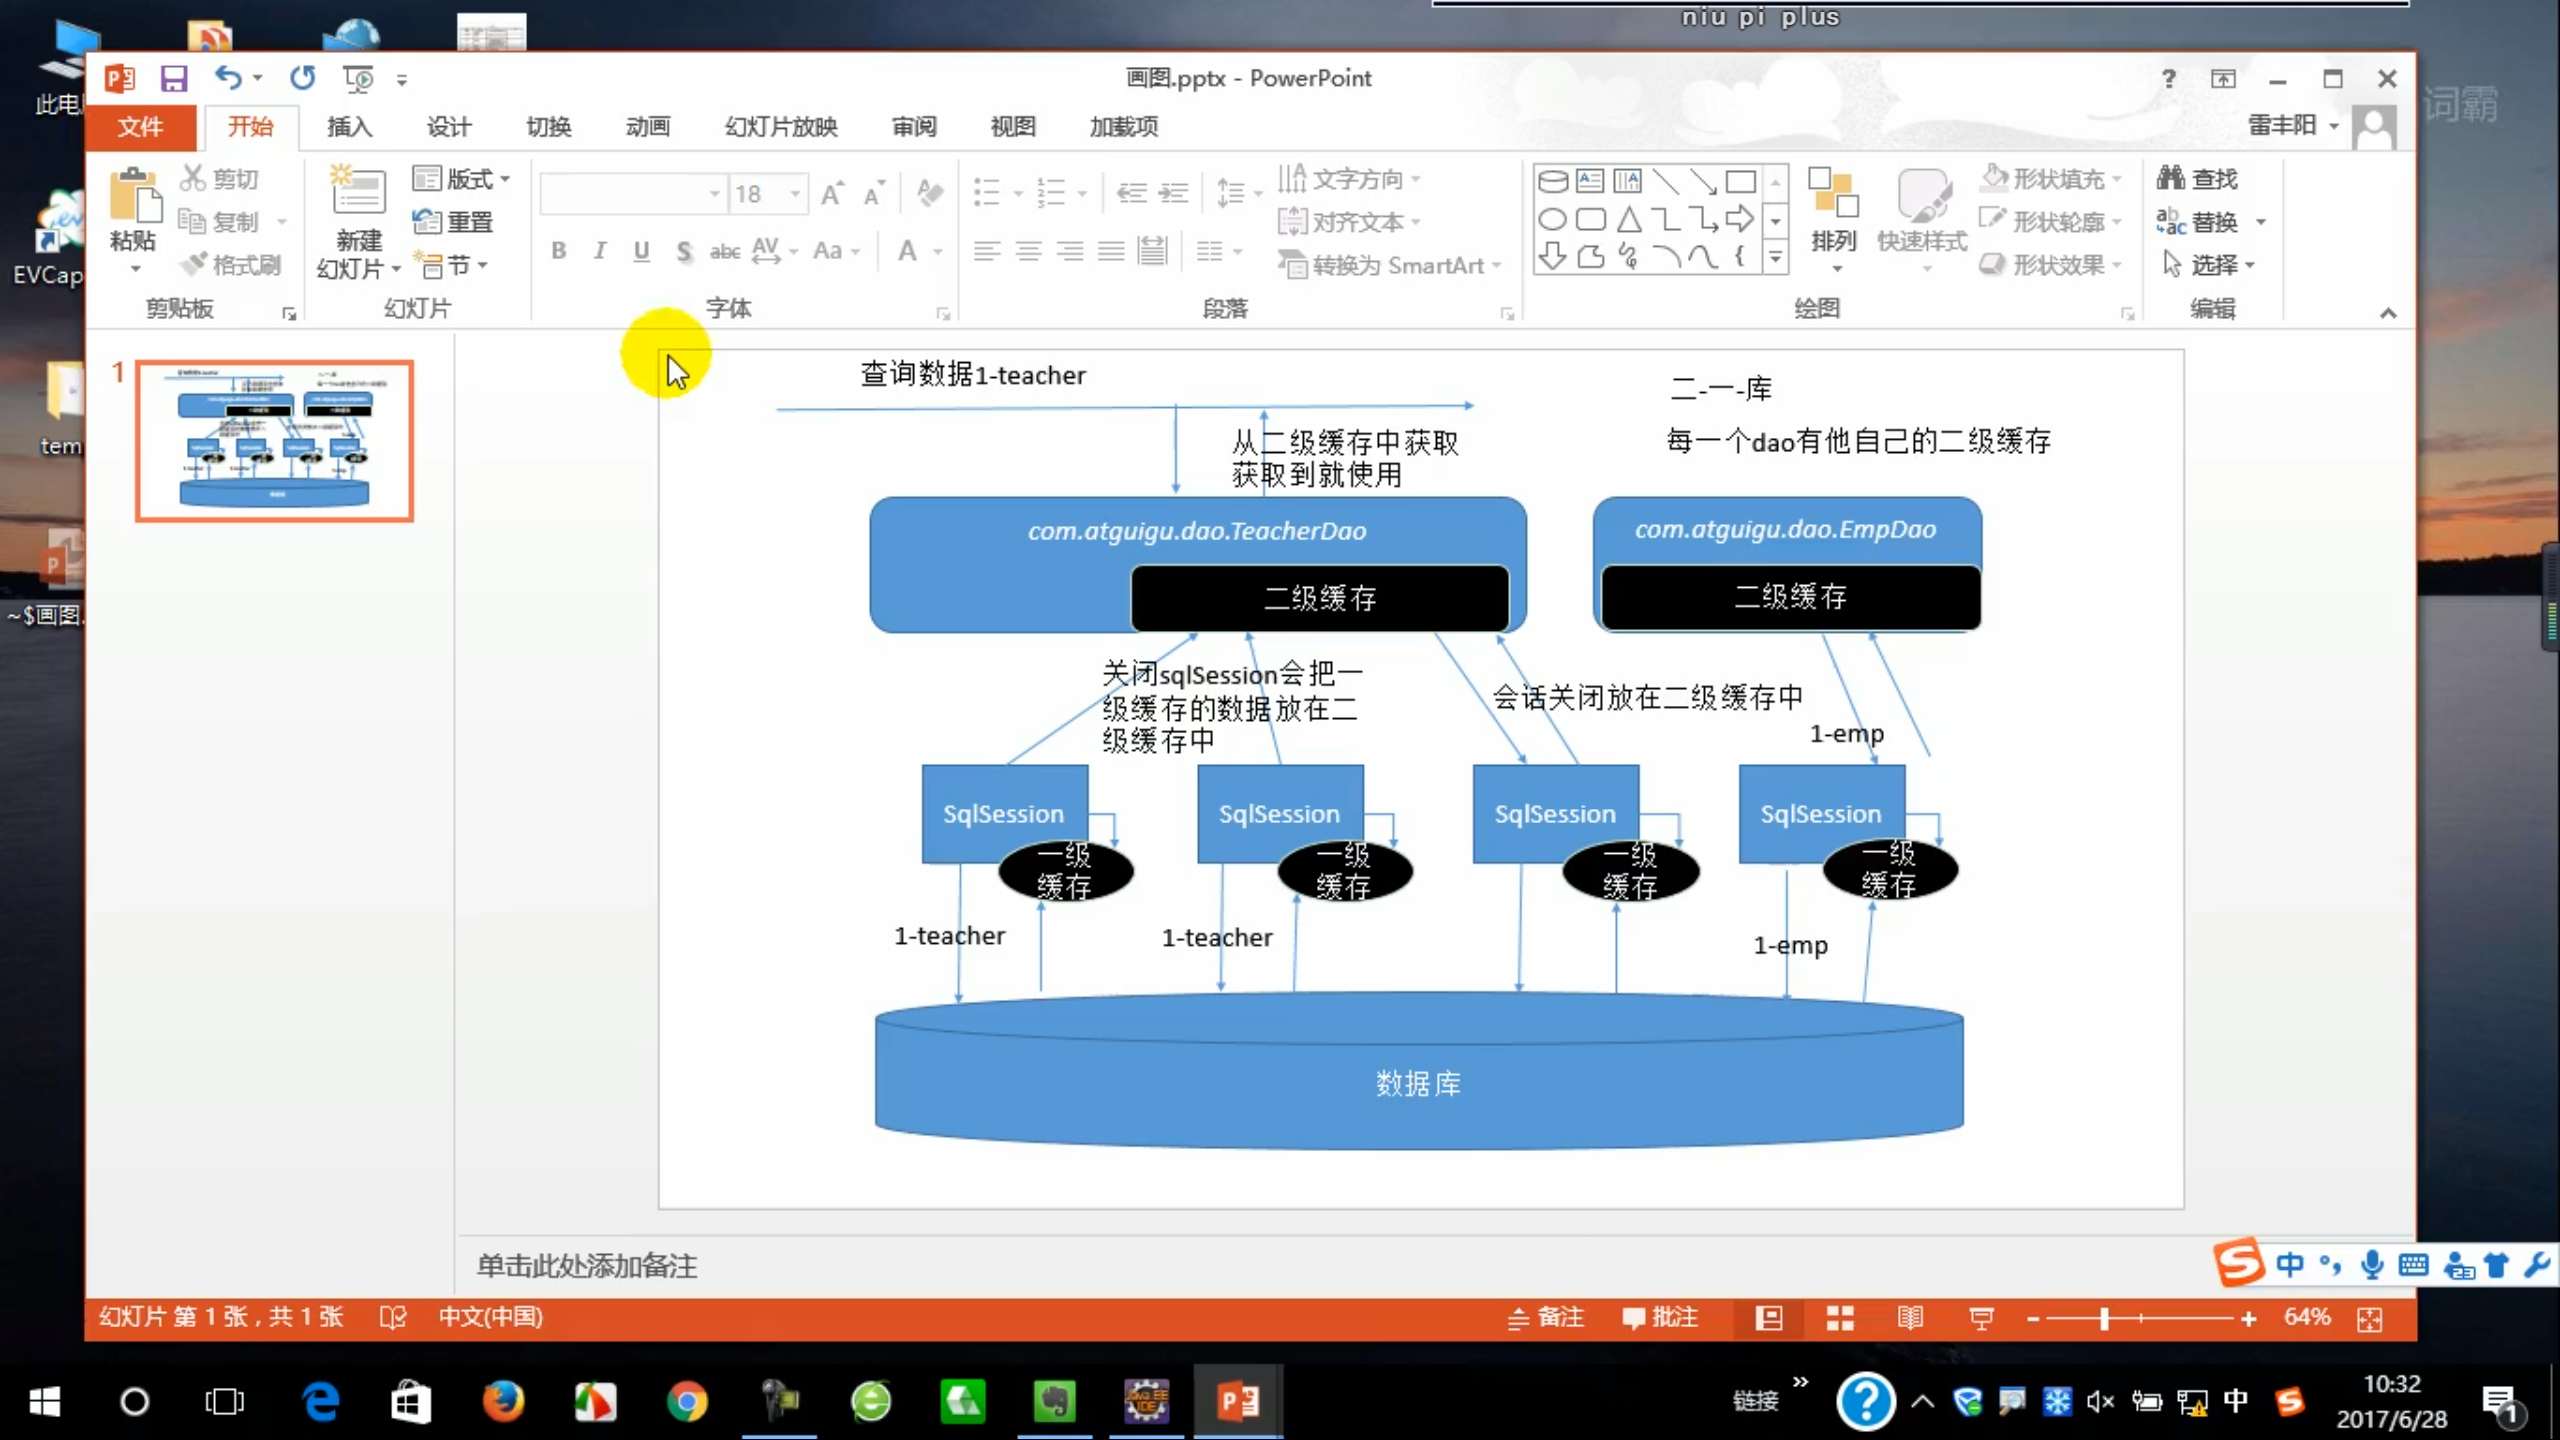 niu pi plus
此电
EVCap
tem
~$画图.
词霸
画图.pptx - PowerPoint
文件 开始 插入 设计 切换 动画 幻灯片放映 审阅 视图 加载项
雷丰阳
粘贴
剪切
复制
格式刷
剪贴板
新建
幻灯片
版式
重置
节
幻灯片
18
B I U S abc AV Aa A
字体
文字方向
对齐文本
转换为 SmartArt
段落
排列
快速样式
形状填充
形状轮廓
形状效果
绘图
查找
替换
选择
编辑
1
查询数据1-teacher
二-一-库
每一个dao有他自己的二级缓存
从二级缓存中获取
获取到就使用
com.atguigu.dao.TeacherDao
二级缓存
com.atguigu.dao.EmpDao
二级缓存
关闭sqlSession会把一
级缓存的数据放在二
级缓存中
会话关闭放在二级缓存中
1-emp
SqlSession
一级
缓存
SqlSession
一级
缓存
SqlSession
一级
缓存
SqlSession
一级
缓存
1-teacher
1-teacher
1-emp
数据库
单击此处添加备注
中
幻灯片 第 1 张，共 1 张
中文(中国)
备注
批注
64%
链接
中
10:32
2017/6/28
1